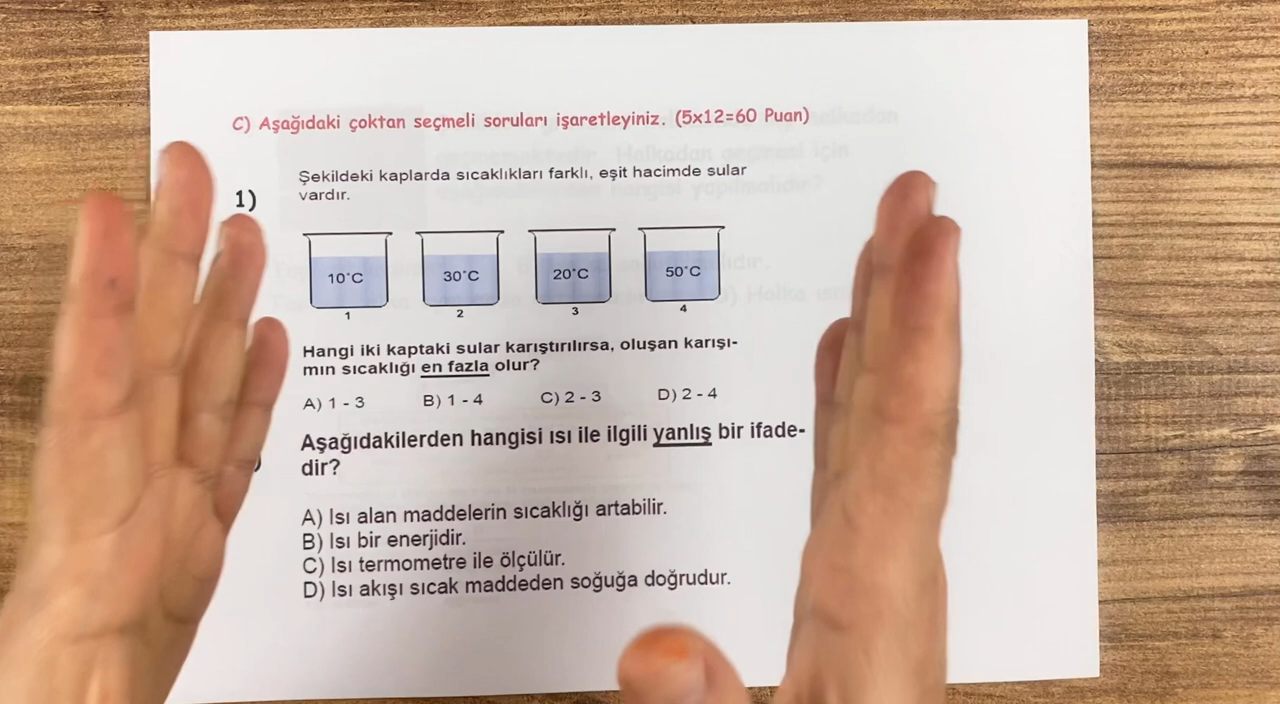 C) Aşağıdaki çoktan seçmeli soruları işaretleyiniz. (5x12=60 Puan)
1)
Şekildeki kaplarda sıcaklıkları farklı, eşit hacimde sular
vardır.
10°C 30°C 20°C 50°C
1 2 3 4
Hangi iki kaptaki sular karıştırılırsa, oluşan karışı-
mın sıcaklığı en fazla olur?
A) 1 - 3 B) 1 - 4 C) 2 - 3 D) 2 - 4
Aşağıdakilerden hangisi ısı ile ilgili yanlış bir ifade-
dir?
A) Isı alan maddelerin sıcaklığı artabilir.
B) Isı bir enerjidir.
C) Isı termometre ile ölçülür.
D) Isı akışı sıcak maddeden soğuğa doğrudur.